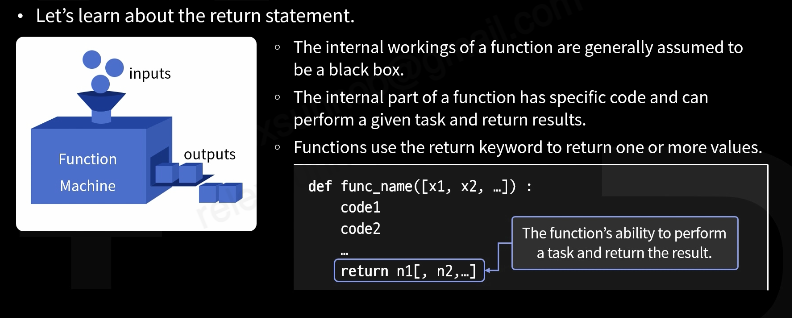 • Let's learn about the return statement.
inputs
Function
Machine
outputs
◦ The internal workings of a function are generally assumed to
be a black box.
◦ The internal part of a function has specific code and can
perform a given task and return results.
◦ Functions use the return keyword to return one or more values.
def func_name([x1, x2, …]) :
code1
code2
…
return n1[, n2,…]
The function's ability to perform
a task and return the result.